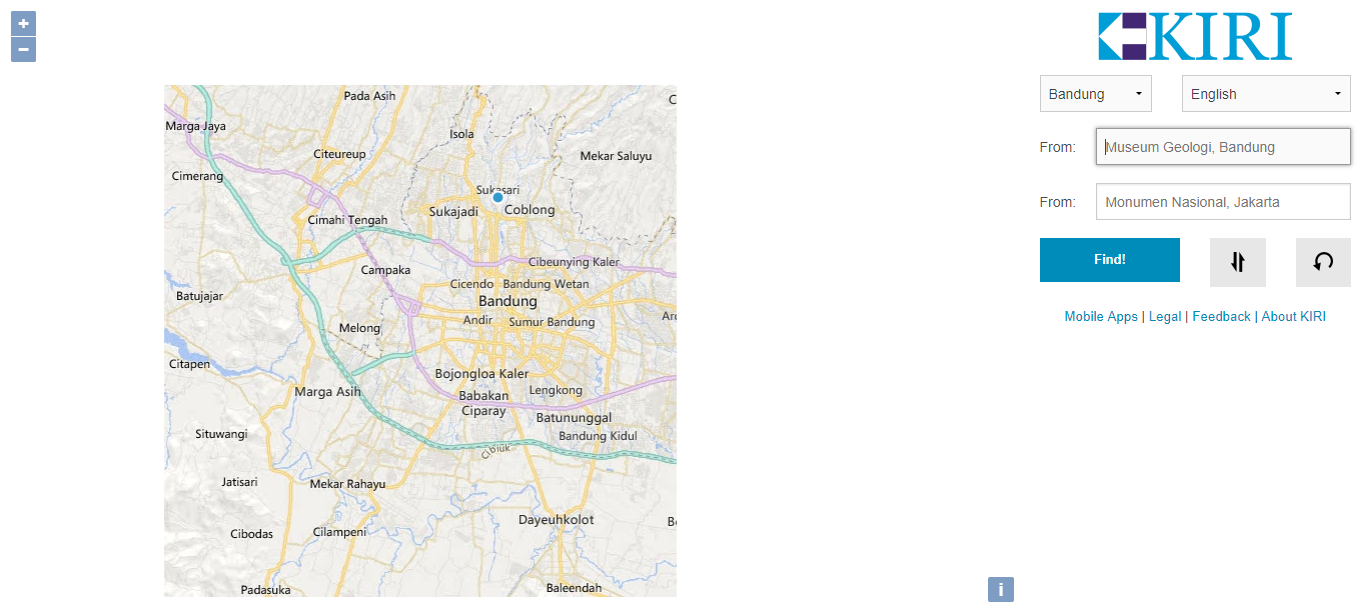 +
−
KIRI
Bandung
English
From:
Museum Geologi, Bandung
From:
Monumen Nasional, Jakarta
Find!
Mobile Apps | Legal | Feedback | About KIRI
Pada Asih
C
Marga Jaya
Isola
Citeureup
Mekar Saluyu
Cimerang
Sukasari
Sukajadi
Coblong
Cimahi Tengah
Cibeunying Kaler
Campaka
Cicendo
Bandung Wetan
Batujajar
Bandung
Andir
Sumur Bandung
Arc
Melong
Citapen
Bojongloa Kaler
Marga Asih
Lengkong
Babakan
Ciparay
Batununggal
Situwangi
Bandung Kidul
Jatisari
Mekar Rahayu
Dayeuhkolot
Cibodas
Cilampeni
Padasuka
Baleendah
i